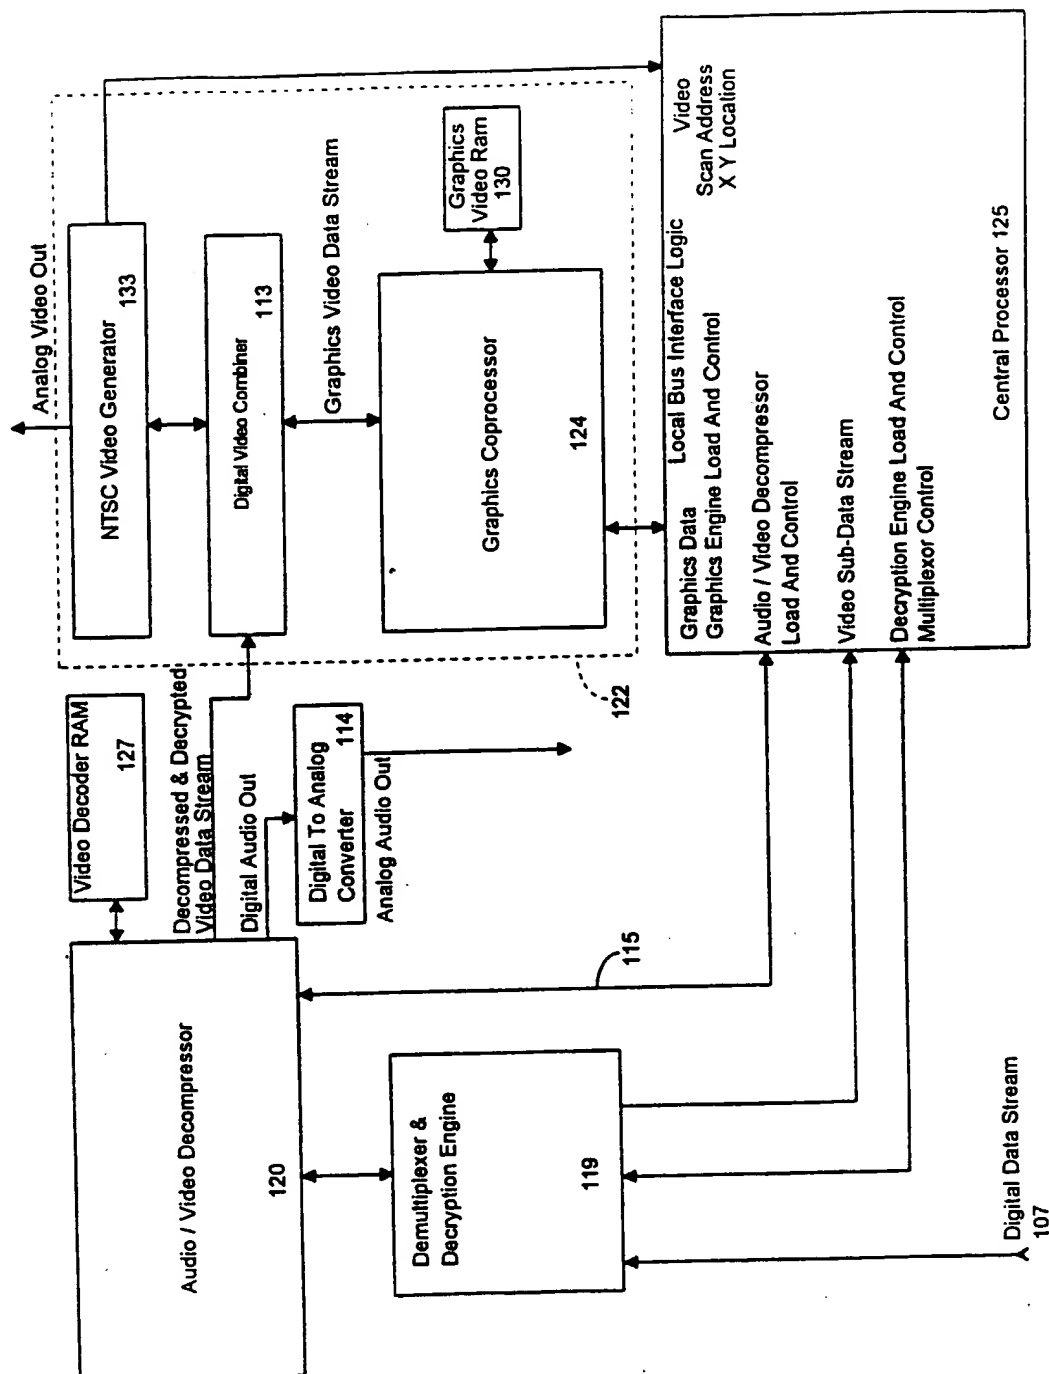 Audio / Video Decompressor
120
Video Decoder RAM
127
Decompressed & Decrypted
Video Data Stream
Digital Audio Out
Digital To Analog
Converter
114
Analog Audio Out
Analog Video Out
NTSC Video Generator
133
Digital Video Combiner
113
Graphics Video Data Stream
Graphics Coprocessor
124
Graphics
Video Ram
130
122
Demultiplexer &
Decryption Engine
119
115
Digital Data Stream
107
Graphics Data
Local Bus Interface Logic
Graphics Engine Load And Control
Audio / Video Decompressor
Load And Control
Video Sub-Data Stream
Decryption Engine Load And Control
Multiplexor Control
Video
Scan Address
X Y Location
Central Processor 125